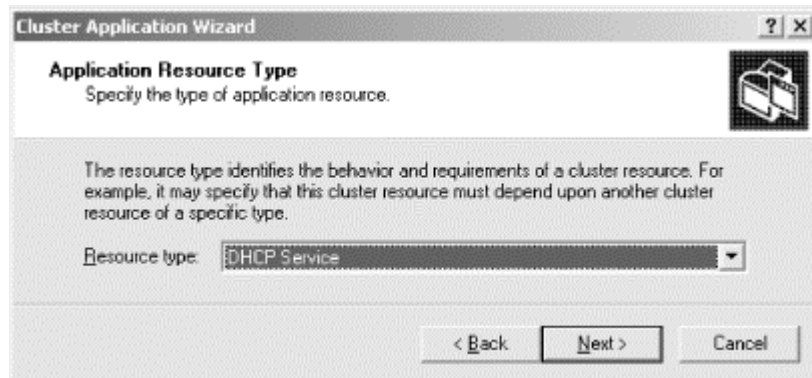 Cluster Application Wizard
Application Resource Type
Specify the type of application resource.
The resource type identifies the behavior and requirements of a cluster resource. For
example, it may specify that this cluster resource must depend upon another cluster
resource of a specific type.
Resource type: DHCP Service
< Back Next > Cancel